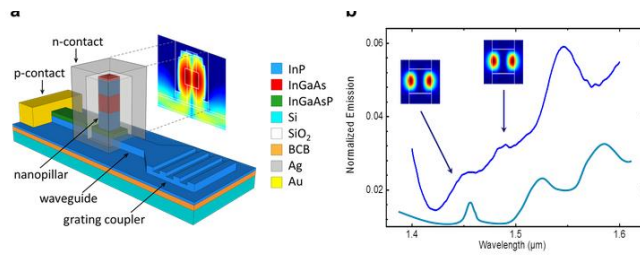 a
n-contact
p-contact
nanopillar
waveguide
grating coupler
InP
InGaAs
InGaAsP
Si
SiO₂
BCB
Ag
Au
b
Normalized Emission
0.06
0.04
0.02
1.4
1.5
1.6
Wavelength (μm)